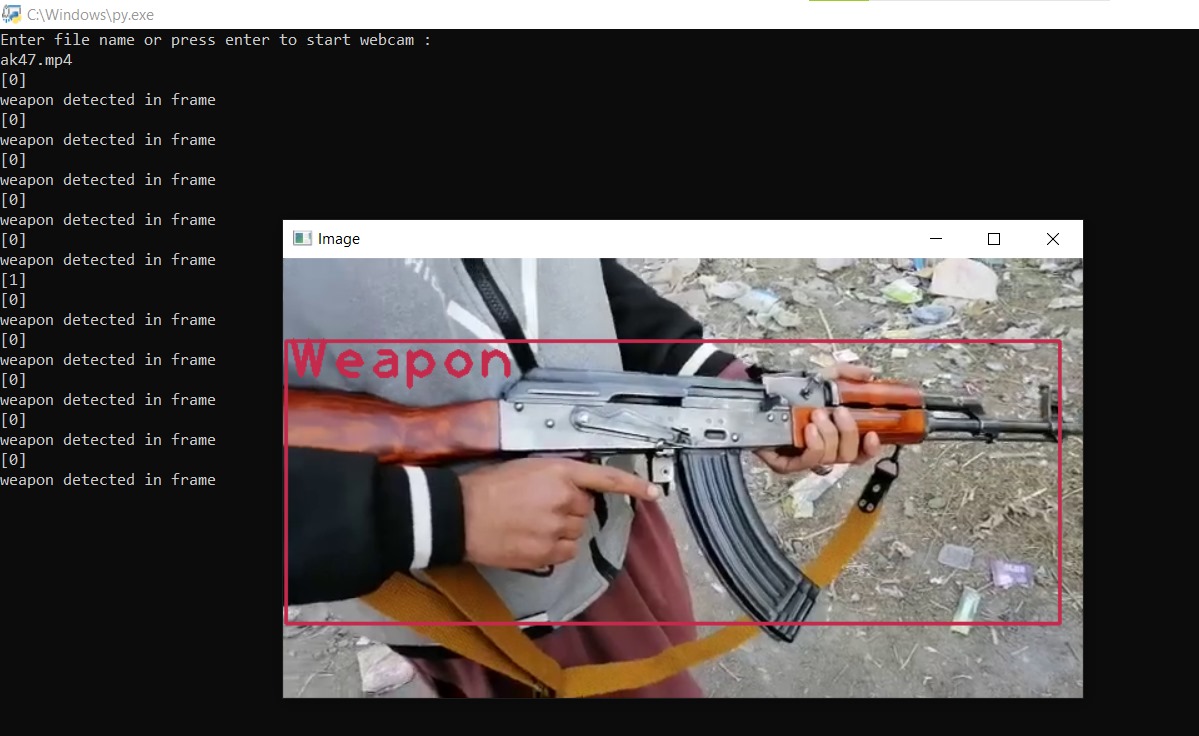 C:\Windows\py.exe
Enter file name or press enter to start webcam :
ak47.mp4
[0]
weapon detected in frame
[0]
weapon detected in frame
[0]
weapon detected in frame
[0]
weapon detected in frame
[0]
weapon detected in frame
[1]
[0]
weapon detected in frame
[0]
weapon detected in frame
[0]
weapon detected in frame
[0]
weapon detected in frame
[0]
weapon detected in frame
Image
Weapon